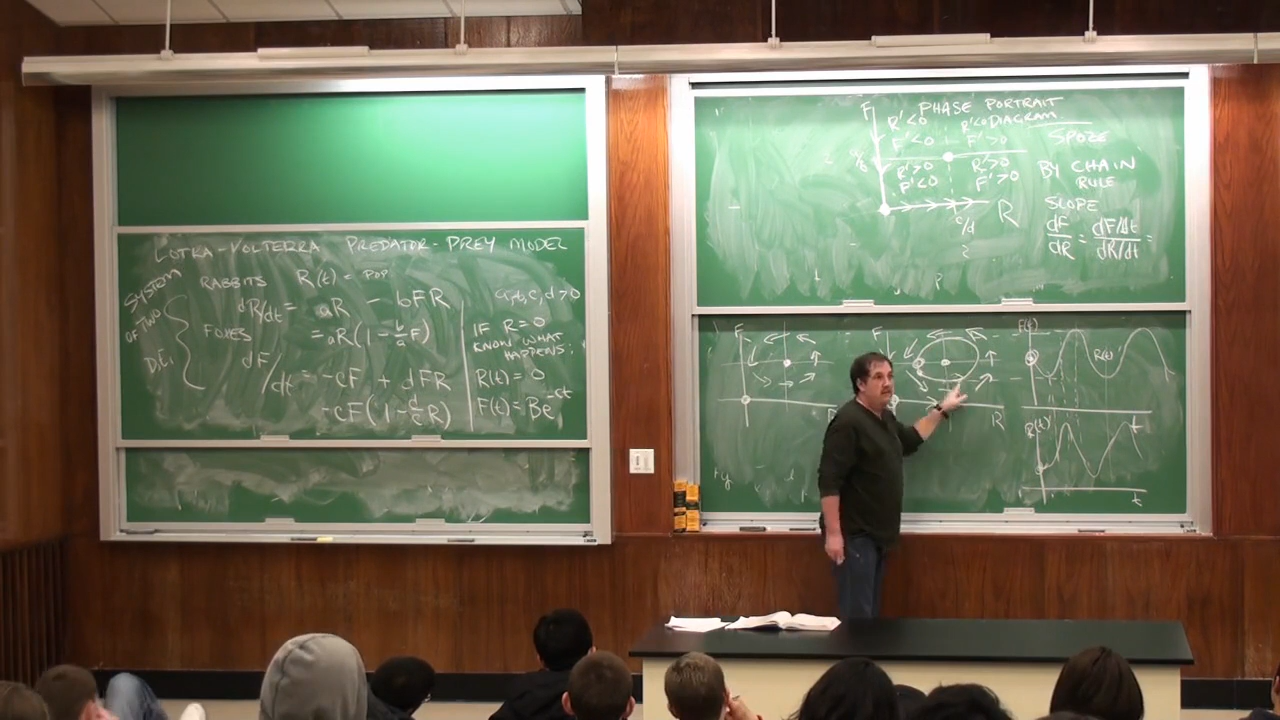 LOTKA-VOLTERRA PREDATOR-PREY MODEL
SYSTEM
OF TWO
RABBITS R(t) = POP
dR/dt = aR - bFR
= aR(1 - b/a F)
FOXES
dF/dt = -cF + dFR
-cF(1 - d/c R)
IF R=0
KNOW WHAT
HAPPENS:
R(t) = 0
F(t) = Be^-ct
F PHASE PORTRAIT
DIAGRAM
R'<0 R'<0
F'<0 F'>0
a/b
R'>0 R'>0
F'<0 F'>0
R
c/d
SPOZE
BY CHAIN
RULE
SLOPE
dF/dR = dF/dt / dR/dt =
F
F
R
F(t)
R(t)
R(t)
t
t